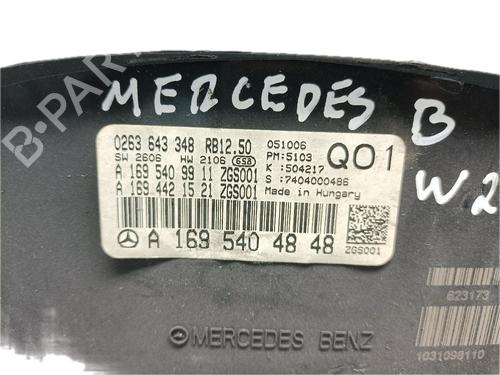 B-PARTS
MERCEDES B
W2
0263 643 348 RB12.50 051006
SW 2606 HW 2106 658 PM:5103 Q01
A 169 540 99 11 ZGS001 K :504217
A 169 442 15 21 ZGS001 S :7404000486
Made in Hungary
A 169 540 48 48
ZGS001
623173
MERCEDES BENZ
1031098110